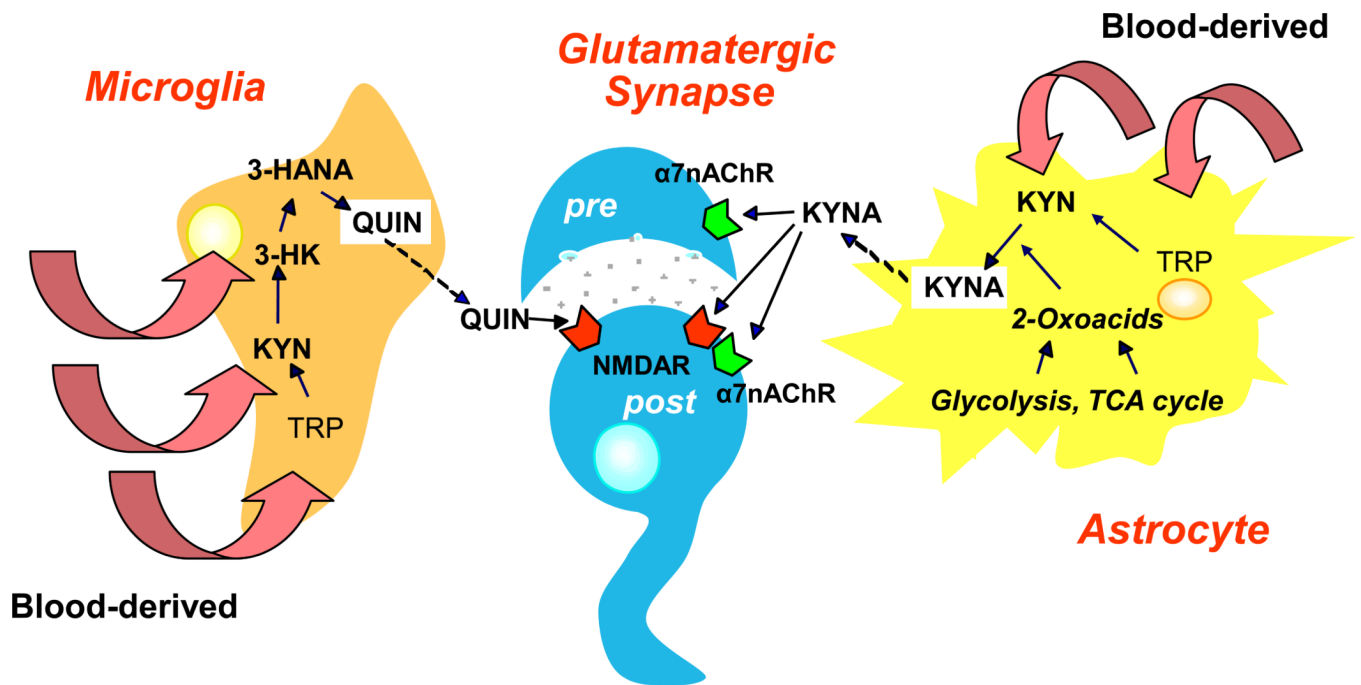 Blood-derived
Glutamatergic
Synapse
Microglia
3-HANA
α7nAChR
QUIN
pre
KYNA
KYN
3-HK
TRP
KYNA
QUIN
2-Oxoacids
KYN
NMDAR
α7nAChR
post
Glycolysis, TCA cycle
TRP
Astrocyte
Blood-derived